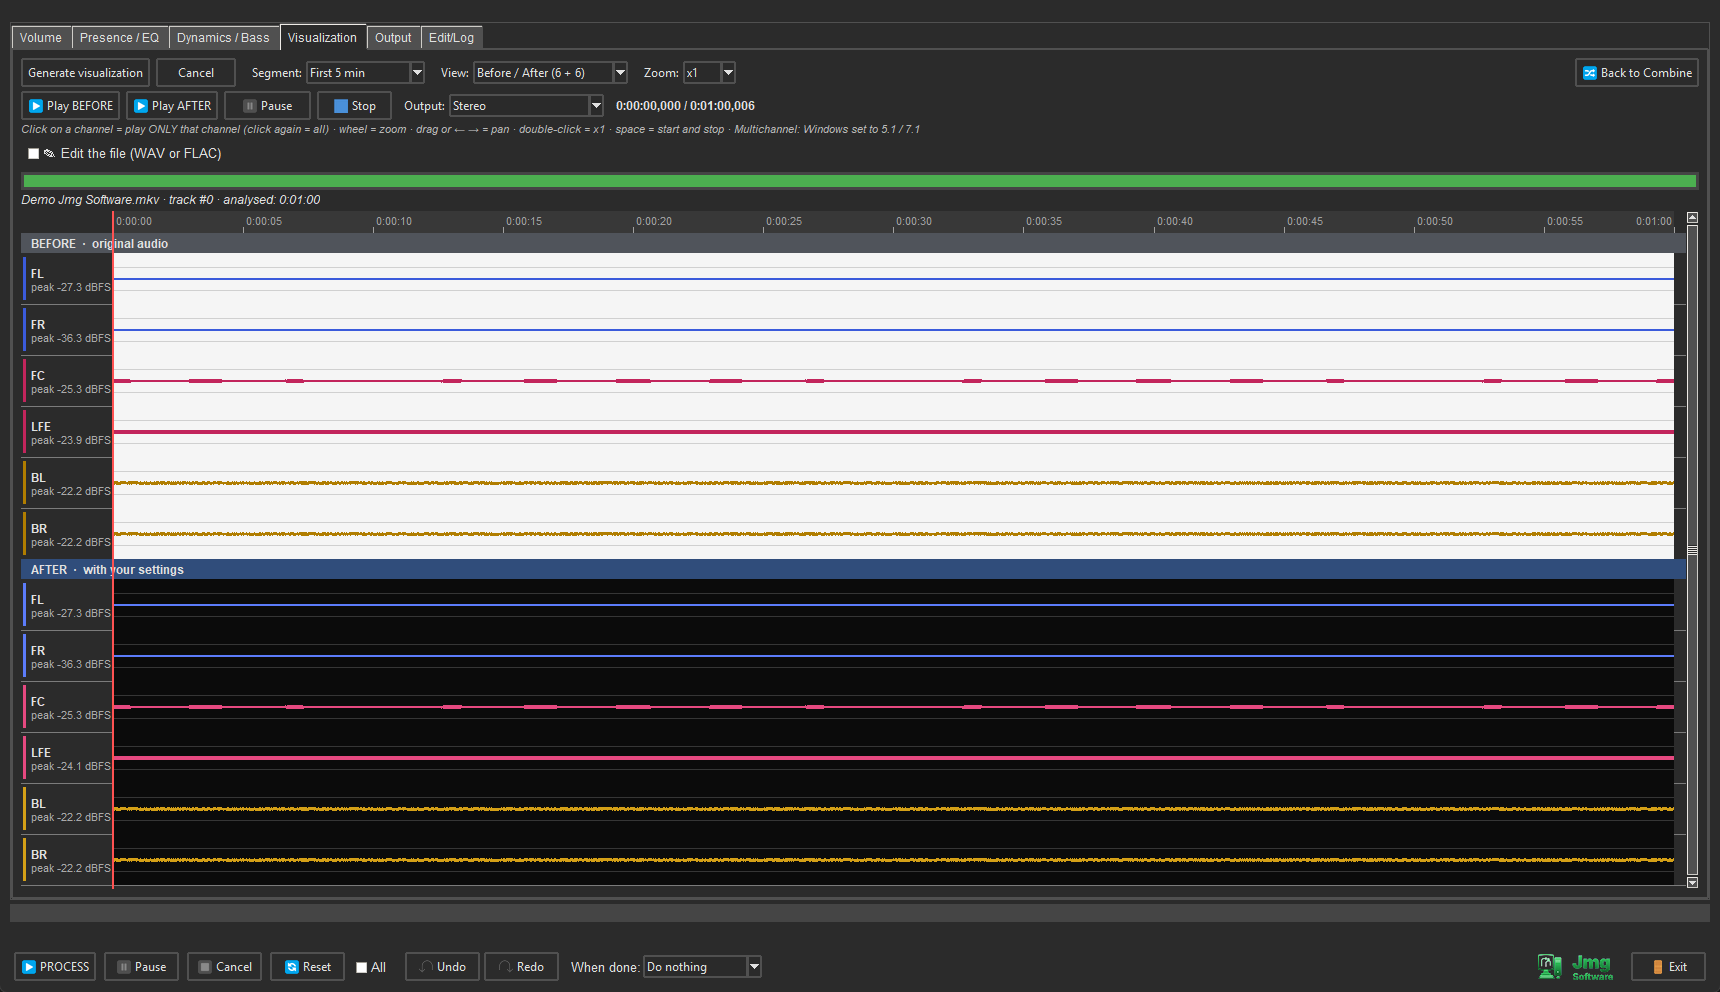 Volume Presence / EQ Dynamics / Bass Visualization Output Edit/Log
Generate visualization Cancel Segment: First 5 min View: Before / After (6 + 6) Zoom: x1 Back to Combine
Play BEFORE Play AFTER Pause Stop Output: Stereo 0:00:00,000 / 0:01:00,006
Click on a channel = play ONLY that channel (click again = all) · wheel = zoom · drag or ← → = pan · double-click = x1 · space = start and stop · Multichannel: Windows set to 5.1 / 7.1
Edit the file (WAV or FLAC)
Demo Jmg Software.mkv · track #0 · analysed: 0:01:00
0:00:00 0:00:05 0:00:10 0:00:15 0:00:20 0:00:25 0:00:30 0:00:35 0:00:40 0:00:45 0:00:50 0:00:55 0:01:00
BEFORE · original audio
FL
peak -27.3 dBFS
FR
peak -36.3 dBFS
FC
peak -25.3 dBFS
LFE
peak -23.9 dBFS
BL
peak -22.2 dBFS
BR
peak -22.2 dBFS
AFTER · with your settings
FL
peak -27.3 dBFS
FR
peak -36.3 dBFS
FC
peak -25.3 dBFS
LFE
peak -24.1 dBFS
BL
peak -22.2 dBFS
BR
peak -22.2 dBFS
PROCESS Pause Cancel Reset All Undo Redo When done: Do nothing Jmg Software Exit